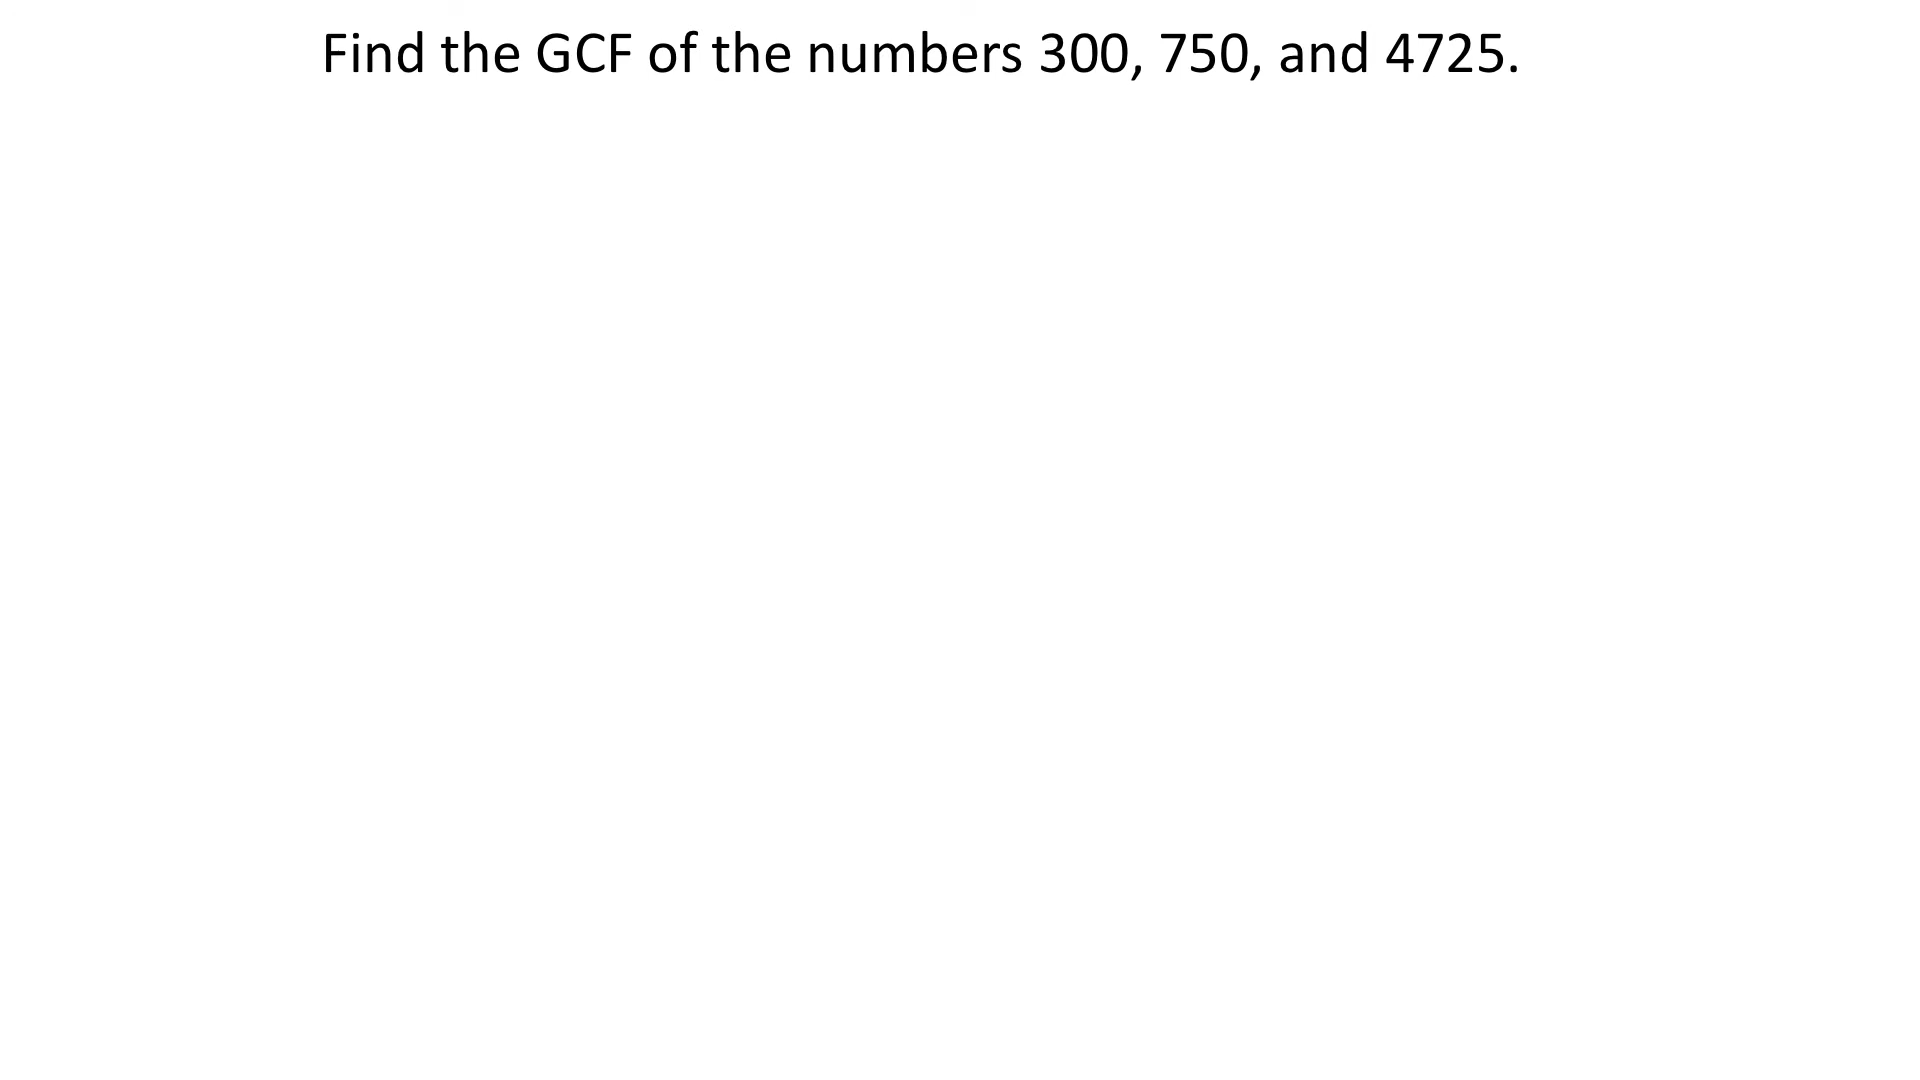 Find the GCF of the numbers 300, 750, and 4725.